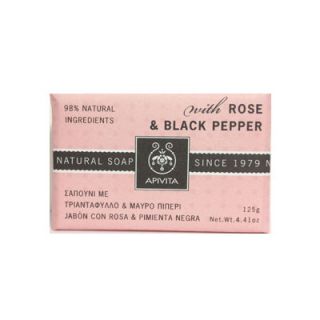 98% NATURAL
INGREDIENTS
with ROSE
& BLACK PEPPER
NATURAL SOAP
SINCE 1979 N
APIVITA
ΣΑΠΟΥΝΙ ΜΕ
ΤΡΙΑΝΤΑΦΥΛΛΟ & ΜΑΥΡΟ ΠΙΠΕΡΙ
JABÓN CON ROSA & PIMIENTA NEGRA
125g
Net.Wt.4.41oz